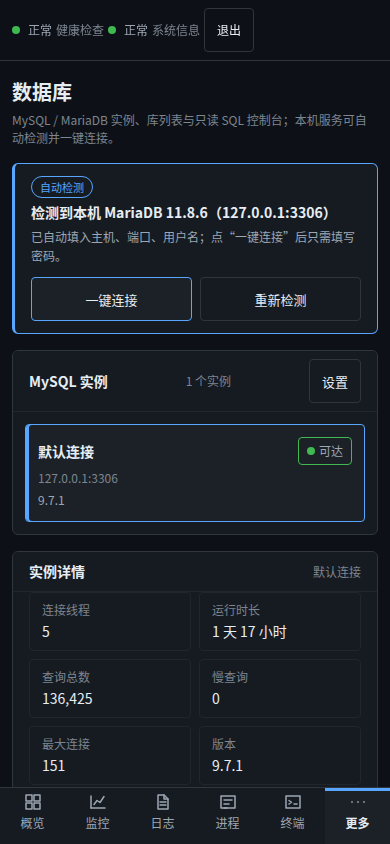 正常 健康检查 正常 系统信息 退出
数据库
MySQL / MariaDB 实例、库列表与只读 SQL 控制台；本机服务可自
动检测并一键连接。
自动检测
检测到本机 MariaDB 11.8.6（127.0.0.1:3306）
已自动填入主机、端口、用户名；点“一键连接”后只需填写
密码。
一键连接 重新检测
MySQL 实例 1 个实例 设置
默认连接 可达
127.0.0.1:3306
9.7.1
实例详情 默认连接
连接线程 运行时长
5 1 天 17 小时
查询总数 慢查询
136,425 0
最大连接 版本
151 9.7.1
概览 监控 日志 进程 终端 更多